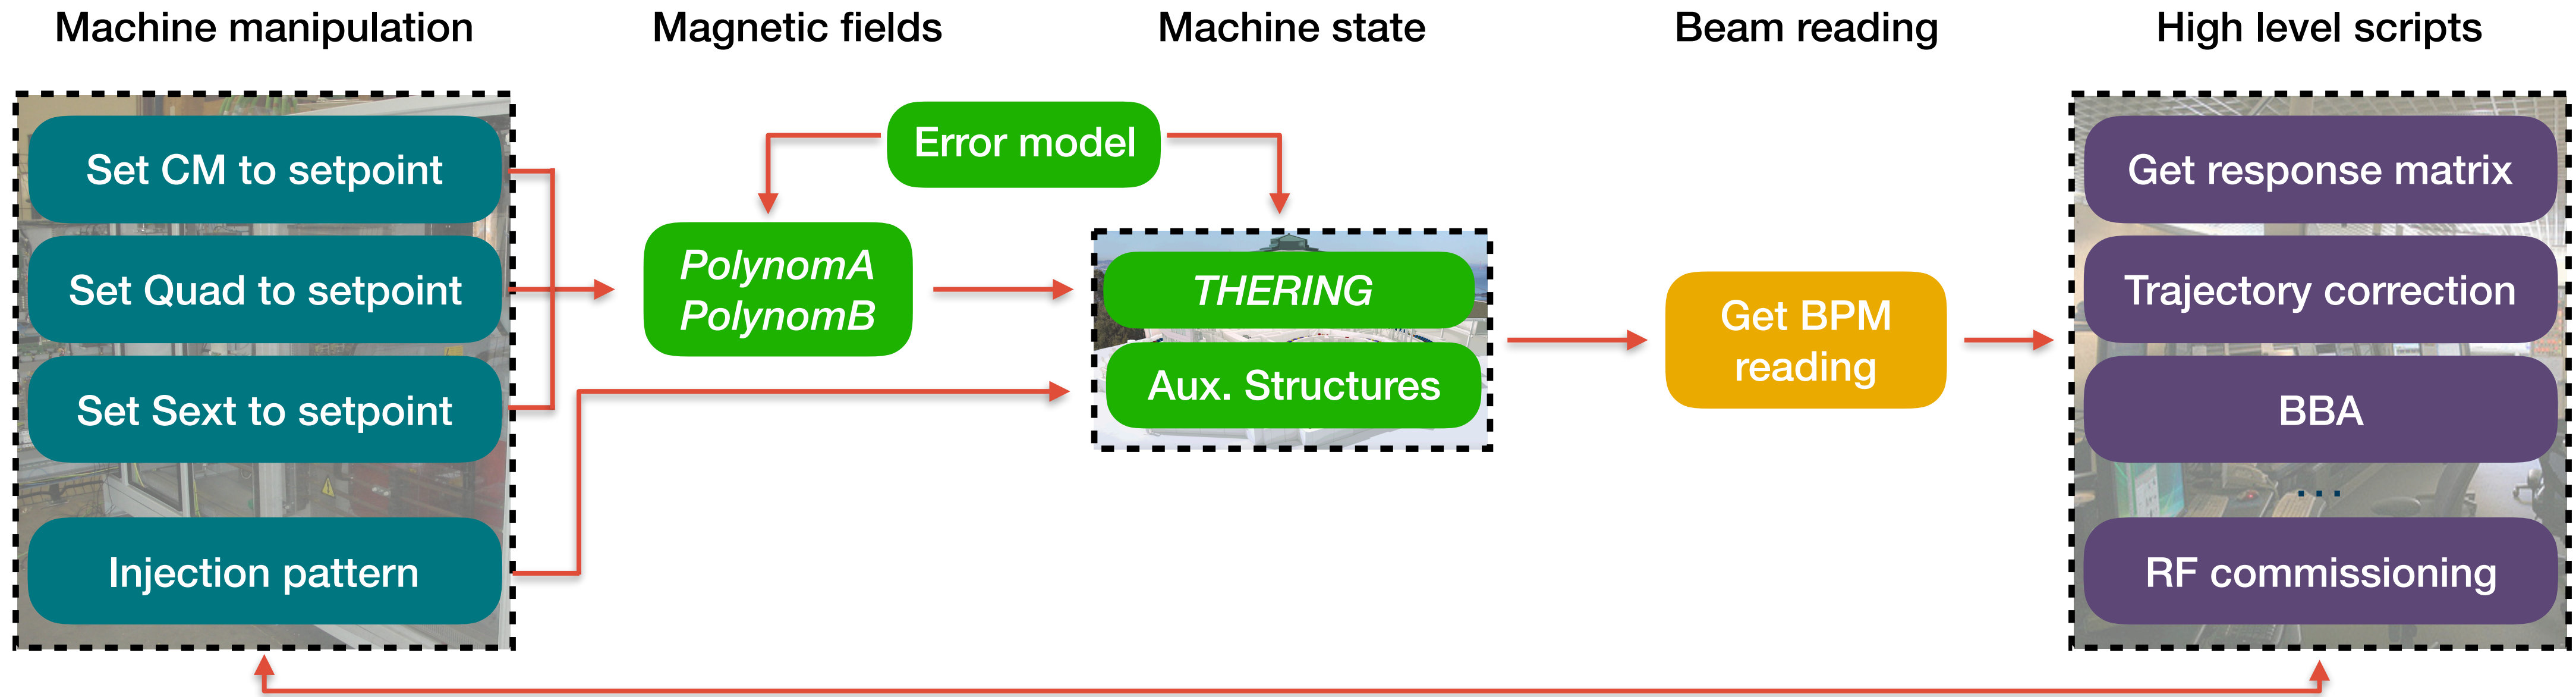 Machine manipulation
Magnetic fields
Machine state
Beam reading
High level scripts
Set CM to setpoint
Set Quad to setpoint
Set Sext to setpoint
Injection pattern
Error model
PolynomA
PolynomB
THERING
Aux. Structures
Get BPM
reading
Get response matrix
Trajectory correction
BBA
...
RF commissioning